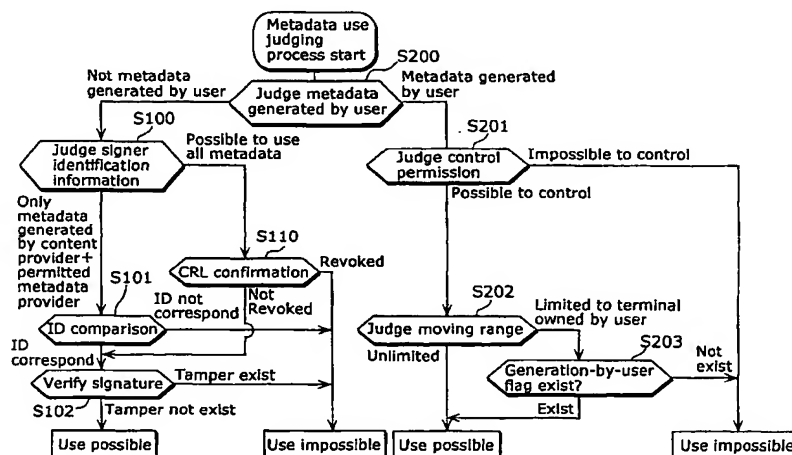 Metadata use
judging
process start
S200
Not metadata
generated by user
Judge metadata
generated by user
Metadata generated by
user
S100
Judge signer
identification
information
Possible to use
all metadata
S201
Judge control
permission
Impossible to control
Possible to control
Only
metadata
generated
by content
provider+
permitted
metadata
provider
S110
CRL confirmation
Revoked
Not
Revoked
S101
ID not
correspond
ID comparison
S202
Judge moving range
Limited to terminal
owned by user
Unlimited
S203
Generation-by-user
flag exist?
Not
exist
Exist
ID correspond
Verify signature
Tamper exist
S102
Tamper not exist
Use possible
Use impossible
Use possible
Use impossible